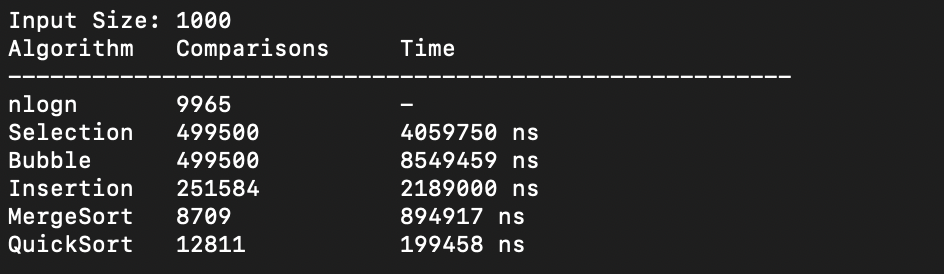 Input Size: 1000
Algorithm   Comparisons     Time
--------------------------------------------------------
nlogn       9965            -
Selection   499500          4059750 ns
Bubble      499500          8549459 ns
Insertion   251584          2189000 ns
MergeSort   8709            894917 ns
QuickSort   12811           199458 ns